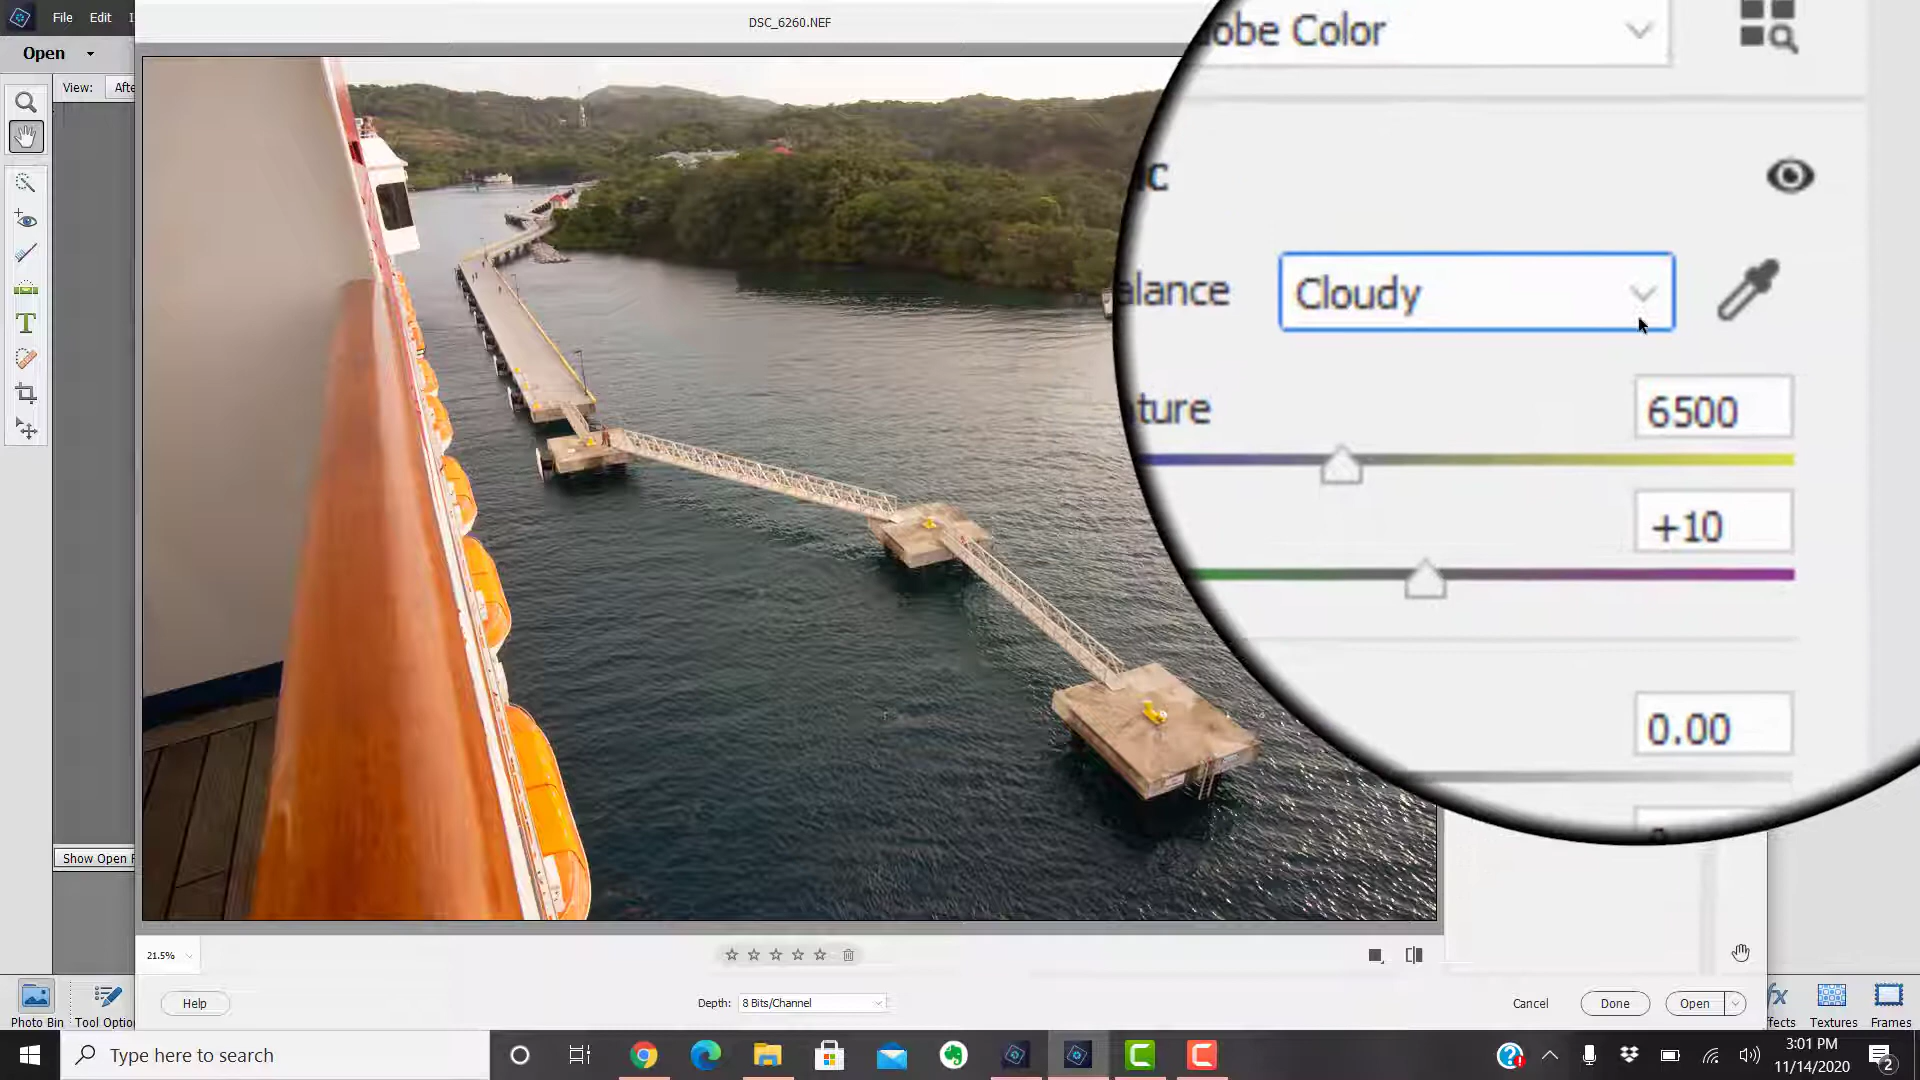 File Edit
DSC_6260.NEF
Open
View:
obe Color
ic
alance Cloudy
ture 6500
+10
0.00
Show Open
21.5%
Help
Depth: 8 Bits/Channel
Cancel Done Open
Photo Bin Tool Optio
ffects Textures Frames
Type here to search
3:01 PM
11/14/2020
2